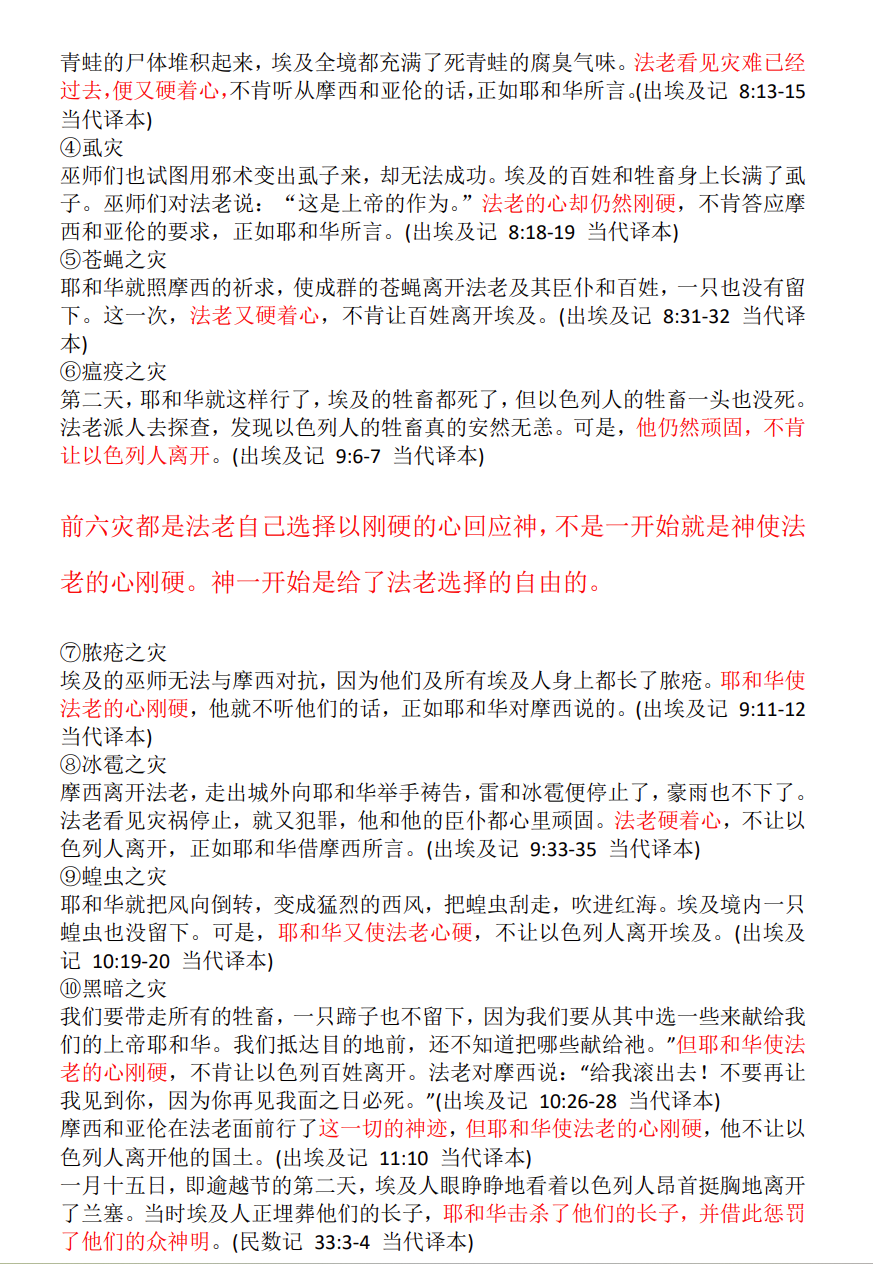 青蛙的尸体堆积起来，埃及全境都充满了死青蛙的腐臭气味。法老看见灾难已经
过去，便又硬着心，不肯听从摩西和亚伦的话，正如耶和华所言。(出埃及记 8:13-15
当代译本)
④虱灾
巫师们也试图用邪术变出虱子来，却无法成功。埃及的百姓和牲畜身上长满了虱
子。巫师们对法老说：“这是上帝的作为。”法老的心却仍然刚硬，不肯答应摩
西和亚伦的要求，正如耶和华所言。(出埃及记 8:18-19 当代译本)
⑤苍蝇之灾
耶和华就照摩西的祈求，使成群的苍蝇离开法老及其臣仆和百姓，一只也没有留
下。这一次，法老又硬着心，不肯让百姓离开埃及。(出埃及记 8:31-32 当代译
本)
⑥瘟疫之灾
第二天，耶和华就这样行了，埃及的牲畜都死了，但以色列人的牲畜一头也没死。
法老派人去探查，发现以色列人的牲畜真的安然无恙。可是，他仍然顽固，不肯
让以色列人离开。(出埃及记 9:6-7 当代译本)
前六灾都是法老自己选择以刚硬的心回应神，不是一开始就是神使法
老的心刚硬。神一开始是给了法老选择的自由的。
⑦脓疮之灾
埃及的巫师无法与摩西对抗，因为他们及所有埃及人身上都长了脓疮。耶和华使
法老的心刚硬，他就不听他们的话，正如耶和华对摩西说的。(出埃及记 9:11-12
当代译本)
⑧冰雹之灾
摩西离开法老，走出城外向耶和华举手祷告，雷和冰雹便停止了，豪雨也不下了。
法老看见灾祸停止，就又犯罪，他和他的臣仆都心里顽固。法老硬着心，不让以
色列人离开，正如耶和华借摩西所言。(出埃及记 9:33-35 当代译本)
⑨蝗虫之灾
耶和华就把风向倒转，变成猛烈的西风，把蝗虫刮走，吹进红海。埃及境内一只
蝗虫也没留下。可是，耶和华又使法老心硬，不让以色列人离开埃及。(出埃及
记 10:19-20 当代译本)
⑩黑暗之灾
我们要带走所有的牲畜，一只蹄子也不留下，因为我们要从其中选一些来献给我
们的上帝耶和华。我们抵达目的地前，还不知道把哪些献给祂。”但耶和华使法
老的心刚硬，不肯让以色列百姓离开。法老对摩西说：“给我滚出去！不要再让
我见到你，因为你再见我面之日必死。”(出埃及记 10:26-28 当代译本)
摩西和亚伦在法老面前行了这一切的神迹，但耶和华使法老的心刚硬，他不让以
色列人离开他的国土。(出埃及记 11:10 当代译本)
一月十五日，即逾越节的第二天，埃及人眼睁睁地看着以色列人昂首挺胸地离开
了兰塞。当时埃及人正埋葬他们的长子，耶和华击杀了他们的长子，并借此惩罚
了他们的众神明。(民数记 33:3-4 当代译本)